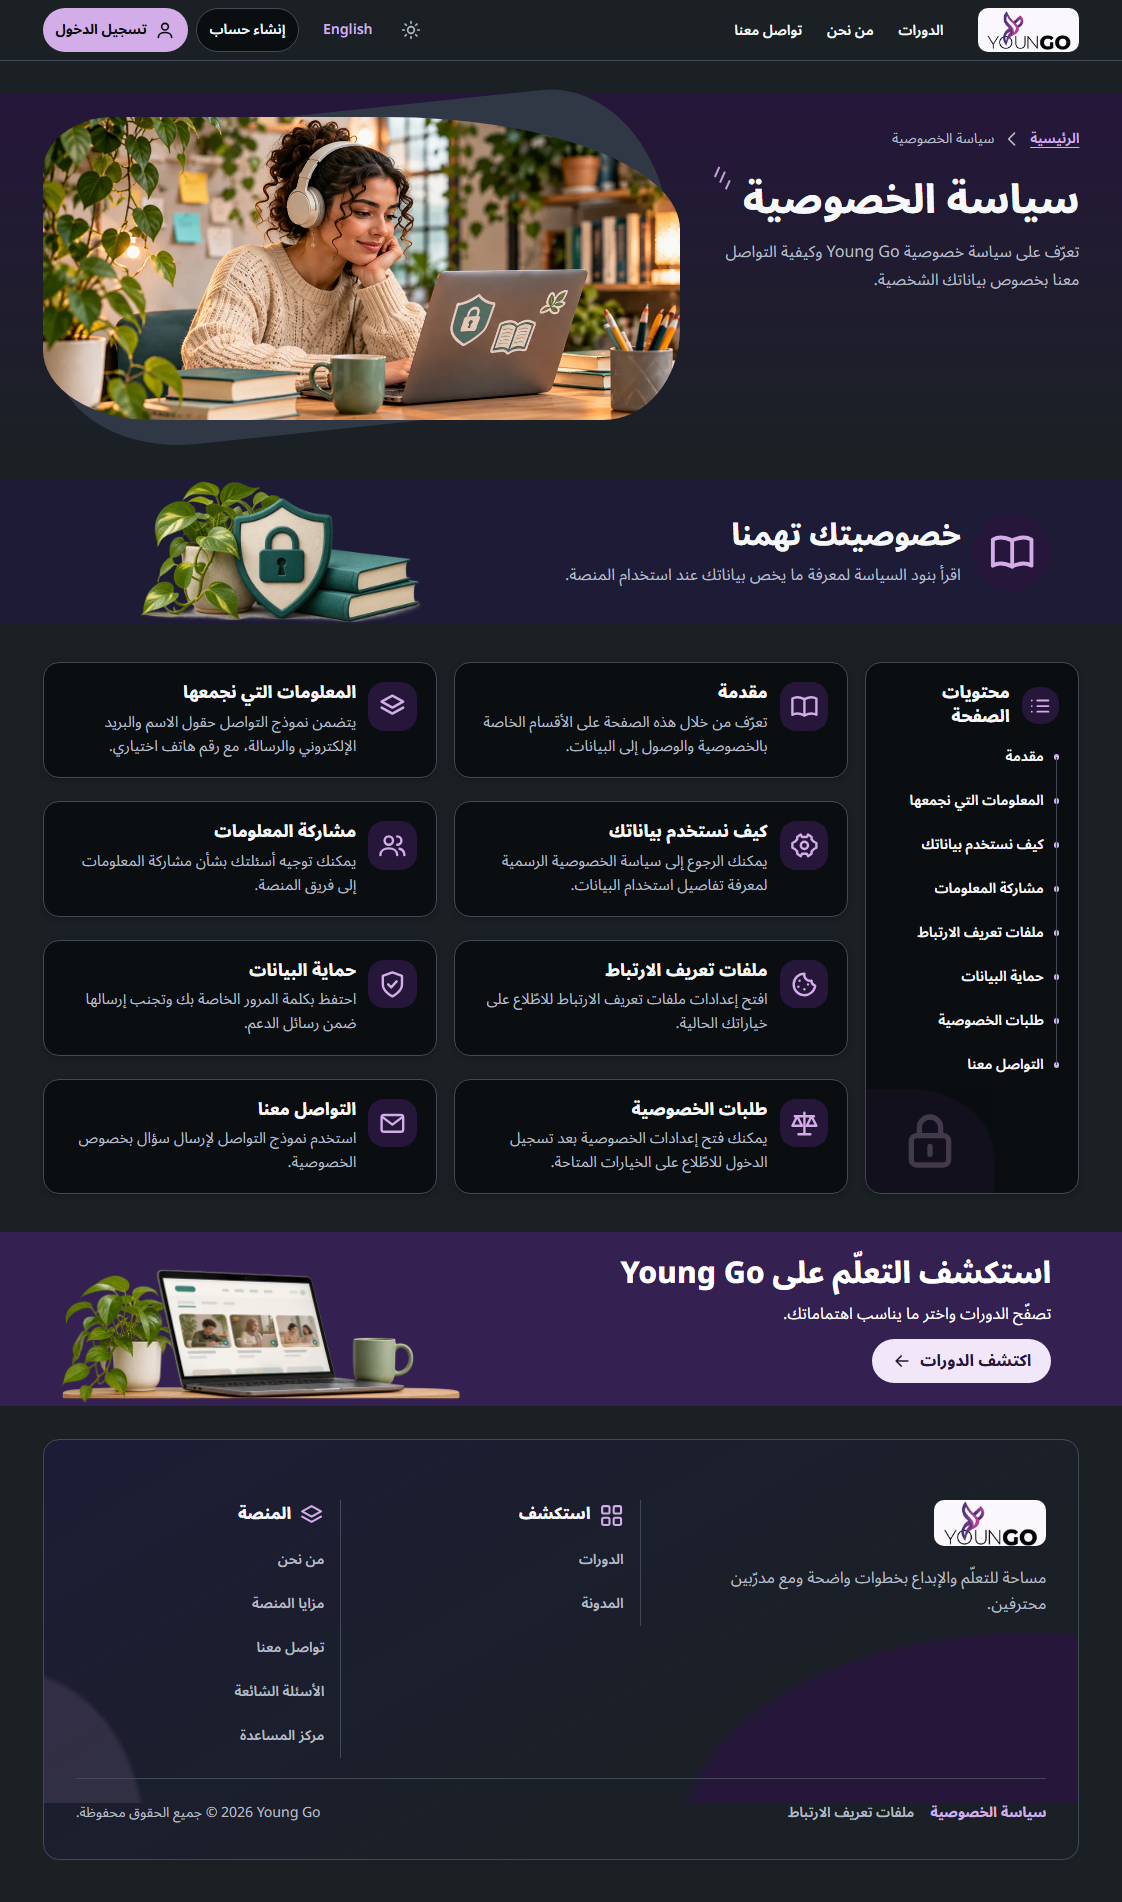 YOUNGO
الدورات
من نحن
تواصل معنا
English
إنشاء حساب
تسجيل الدخول
الرئيسية
سياسة الخصوصية
سياسة الخصوصية
تعرّف على سياسة خصوصية Young Go وكيفية التواصل
معنا بخصوص بياناتك الشخصية.
خصوصيتك تهمنا
اقرأ بنود السياسة لمعرفة ما يخص بياناتك عند استخدام المنصة.
محتويات
الصفحة
مقدمة
المعلومات التي نجمعها
كيف نستخدم بياناتك
مشاركة المعلومات
ملفات تعريف الارتباط
حماية البيانات
طلبات الخصوصية
التواصل معنا
مقدمة
تعرّف من خلال هذه الصفحة على الأقسام الخاصة
بالخصوصية والوصول إلى البيانات.
المعلومات التي نجمعها
يتضمن نموذج التواصل حقول الاسم والبريد
الإلكتروني والرسالة، مع رقم هاتف اختياري.
كيف نستخدم بياناتك
يمكنك الرجوع إلى سياسة الخصوصية الرسمية
لمعرفة تفاصيل استخدام البيانات.
مشاركة المعلومات
يمكنك توجيه أسئلتك بشأن مشاركة المعلومات
إلى فريق المنصة.
ملفات تعريف الارتباط
افتح إعدادات ملفات تعريف الارتباط للاطّلاع على
خياراتك الحالية.
حماية البيانات
احتفظ بكلمة المرور الخاصة بك وتجنب إرسالها
ضمن رسائل الدعم.
طلبات الخصوصية
يمكنك فتح إعدادات الخصوصية بعد تسجيل
الدخول للاطّلاع على الخيارات المتاحة.
التواصل معنا
استخدم نموذج التواصل لإرسال سؤال بخصوص
الخصوصية.
استكشف التعلّم على Young Go
تصفّح الدورات واختر ما يناسب اهتماماتك.
اكتشف الدورات
YOUNGO
مساحة للتعلّم والإبداع بخطوات واضحة ومع مدرّبين
محترفين.
استكشف
الدورات
المدونة
المنصة
من نحن
مزايا المنصة
تواصل معنا
الأسئلة الشائعة
مركز المساعدة
سياسة الخصوصية
ملفات تعريف الارتباط
2026 Young Go © جميع الحقوق محفوظة.